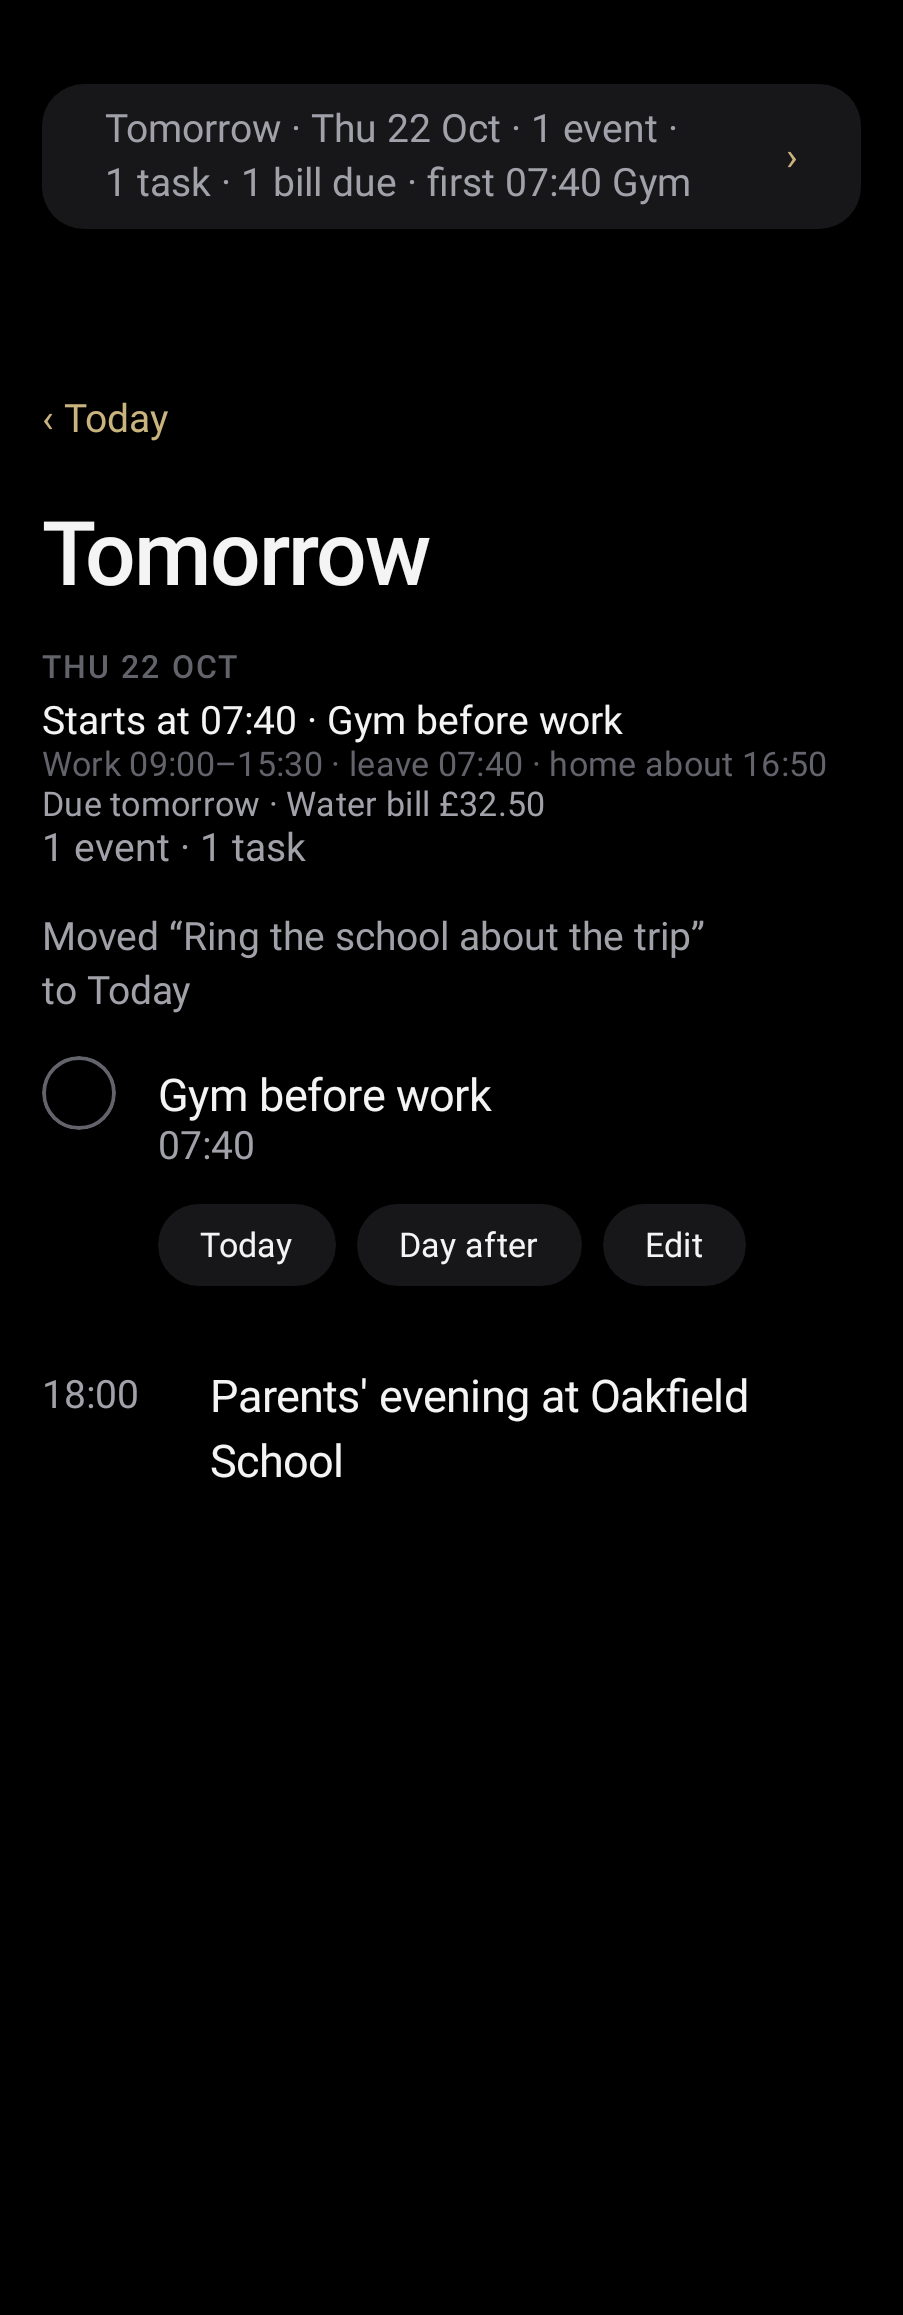 Tomorrow · Thu 22 Oct · 1 event ·
1 task · 1 bill due · first 07:40 Gym
›
‹ Today
Tomorrow
THU 22 OCT
Starts at 07:40 · Gym before work
Work 09:00–15:30 · leave 07:40 · home about 16:50
Due tomorrow · Water bill £32.50
1 event · 1 task
Moved “Ring the school about the trip”
to Today
Gym before work
07:40
Today Day after Edit
18:00 Parents' evening at Oakfield
School